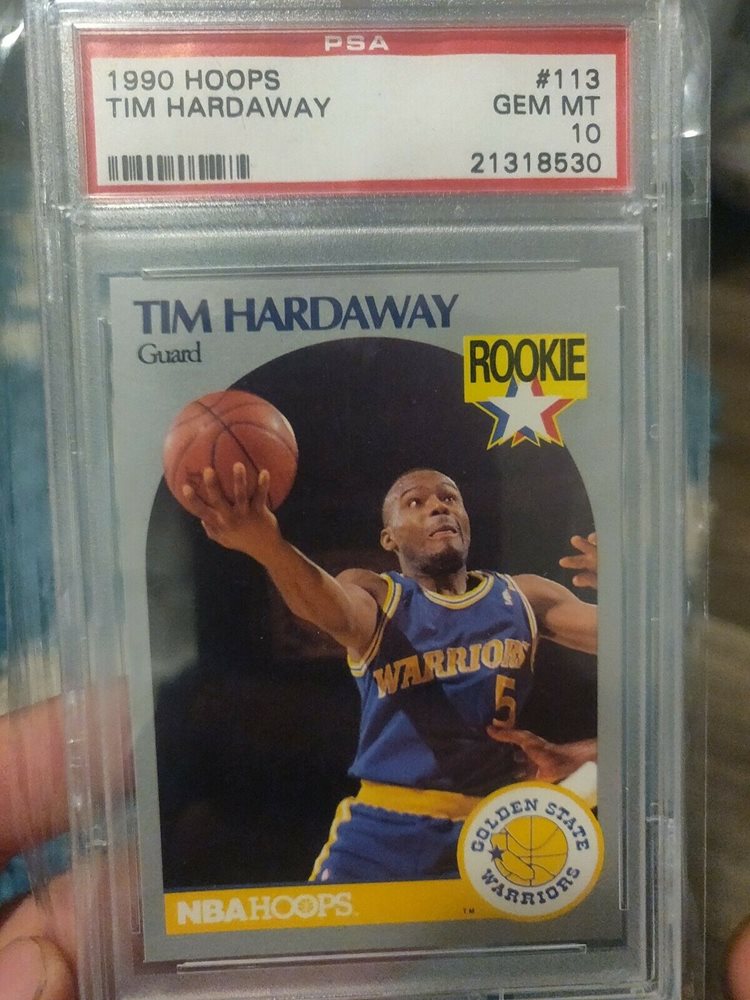 PSA
1990 HOOPS #113
TIM HARDAWAY GEM MT
10
21318530
TIM HARDAWAY
Guard
ROOKIE
WARRIORS
5
GOLDEN STATE
WARRIORS
NBA HOOPS
TM